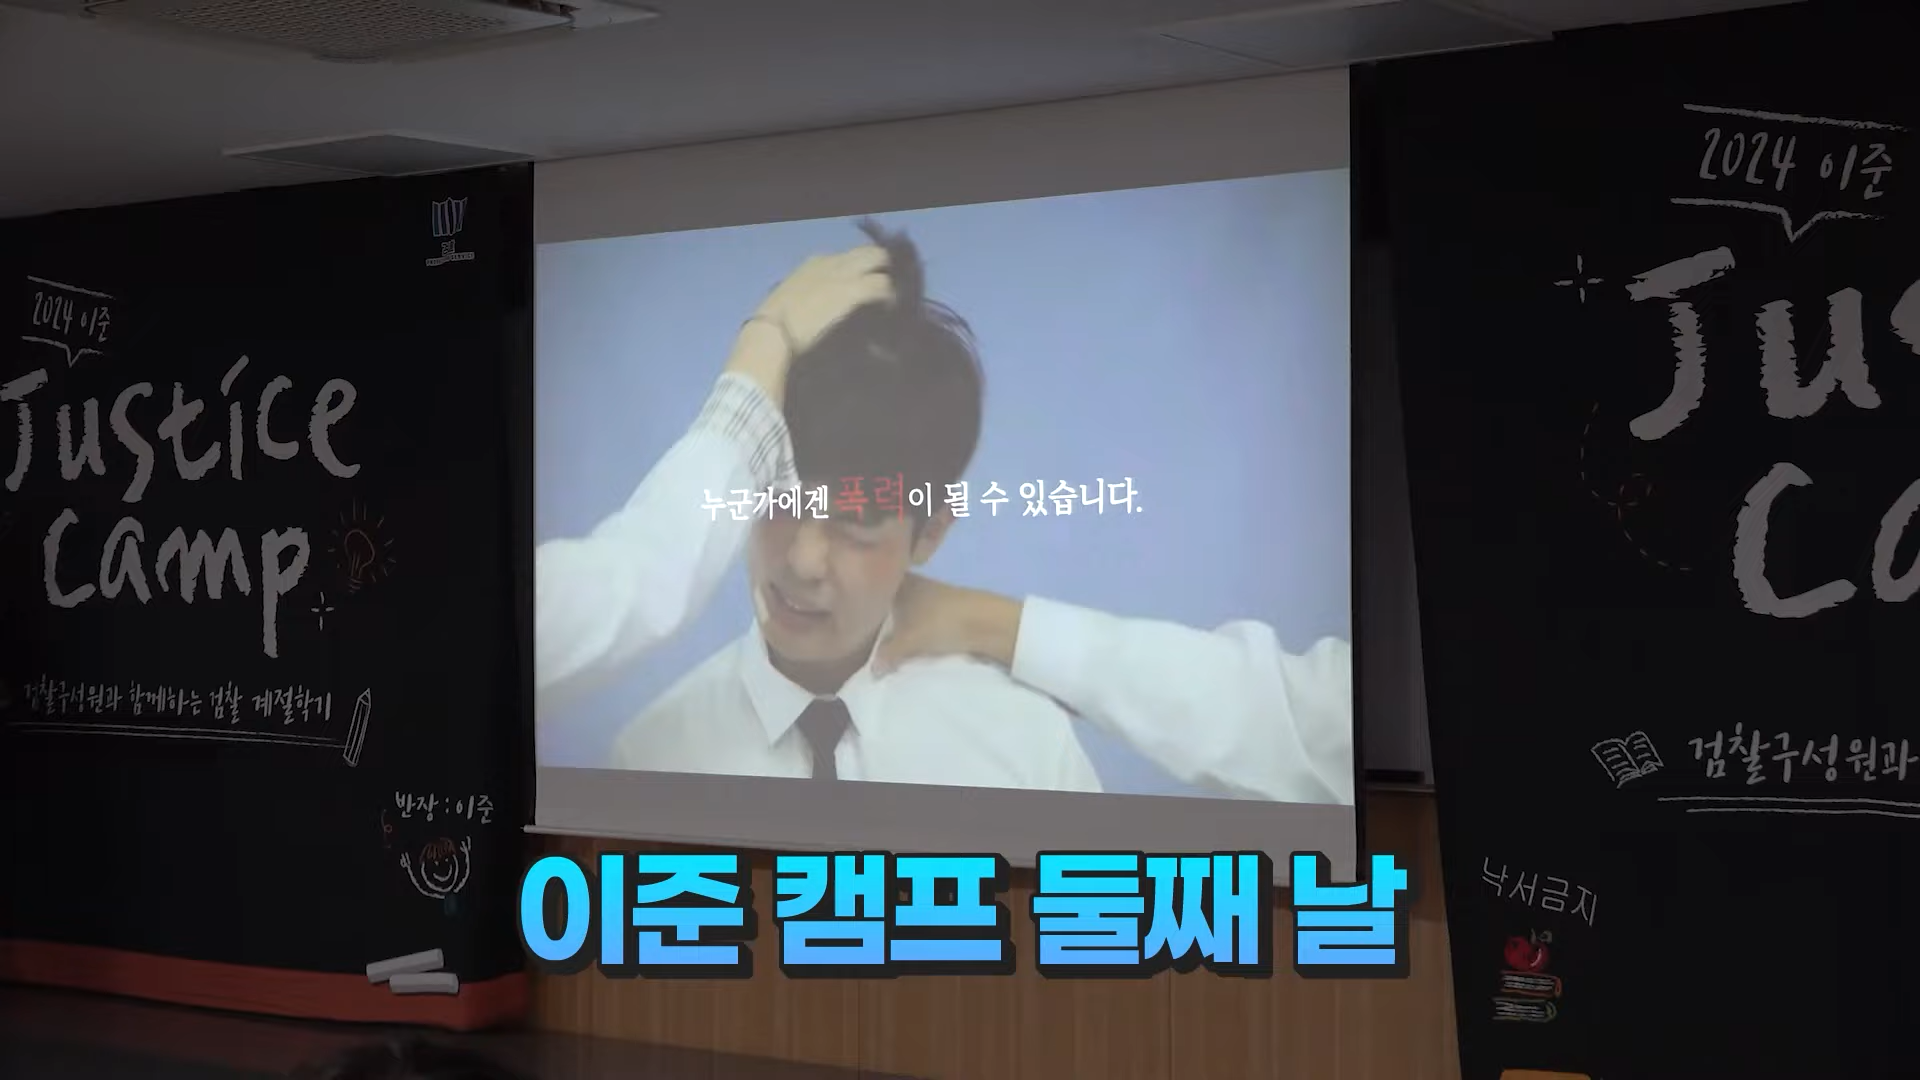 2024 이준
Justice
Camp
검찰구성원과 함께하는 검찰 계절학기
반장 : 이준
누군가에겐 폭력이 될 수 있습니다.
2024 이준
Ju
Ca
검찰구성원과
낙서금지
이준 캠프 둘째 날